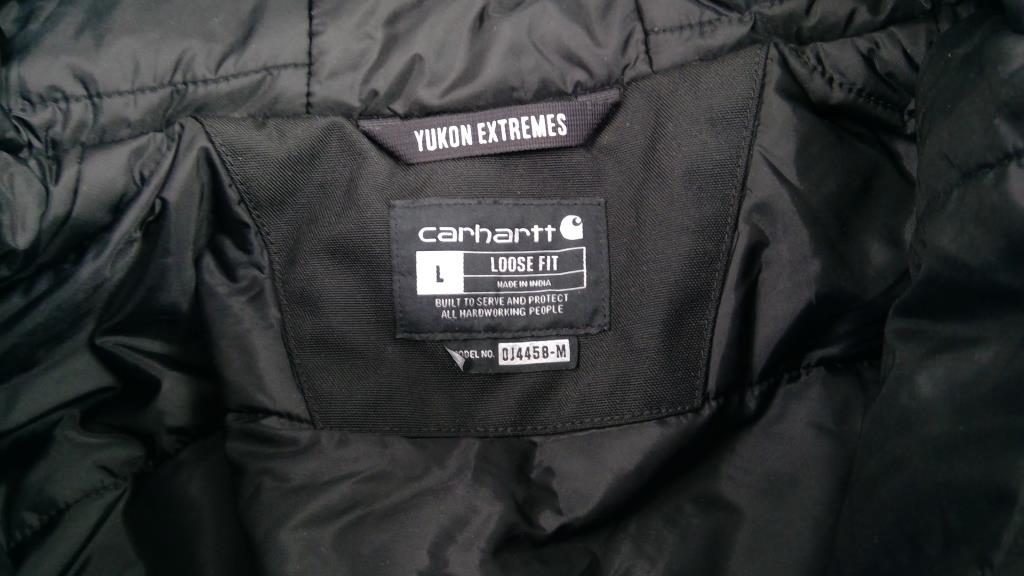 YUKON EXTREMES
carhartt
L
LOOSE FIT
MADE IN INDIA
BUILT TO SERVE AND PROTECT
ALL HARDWORKING PEOPLE
NO. OJ4458-M